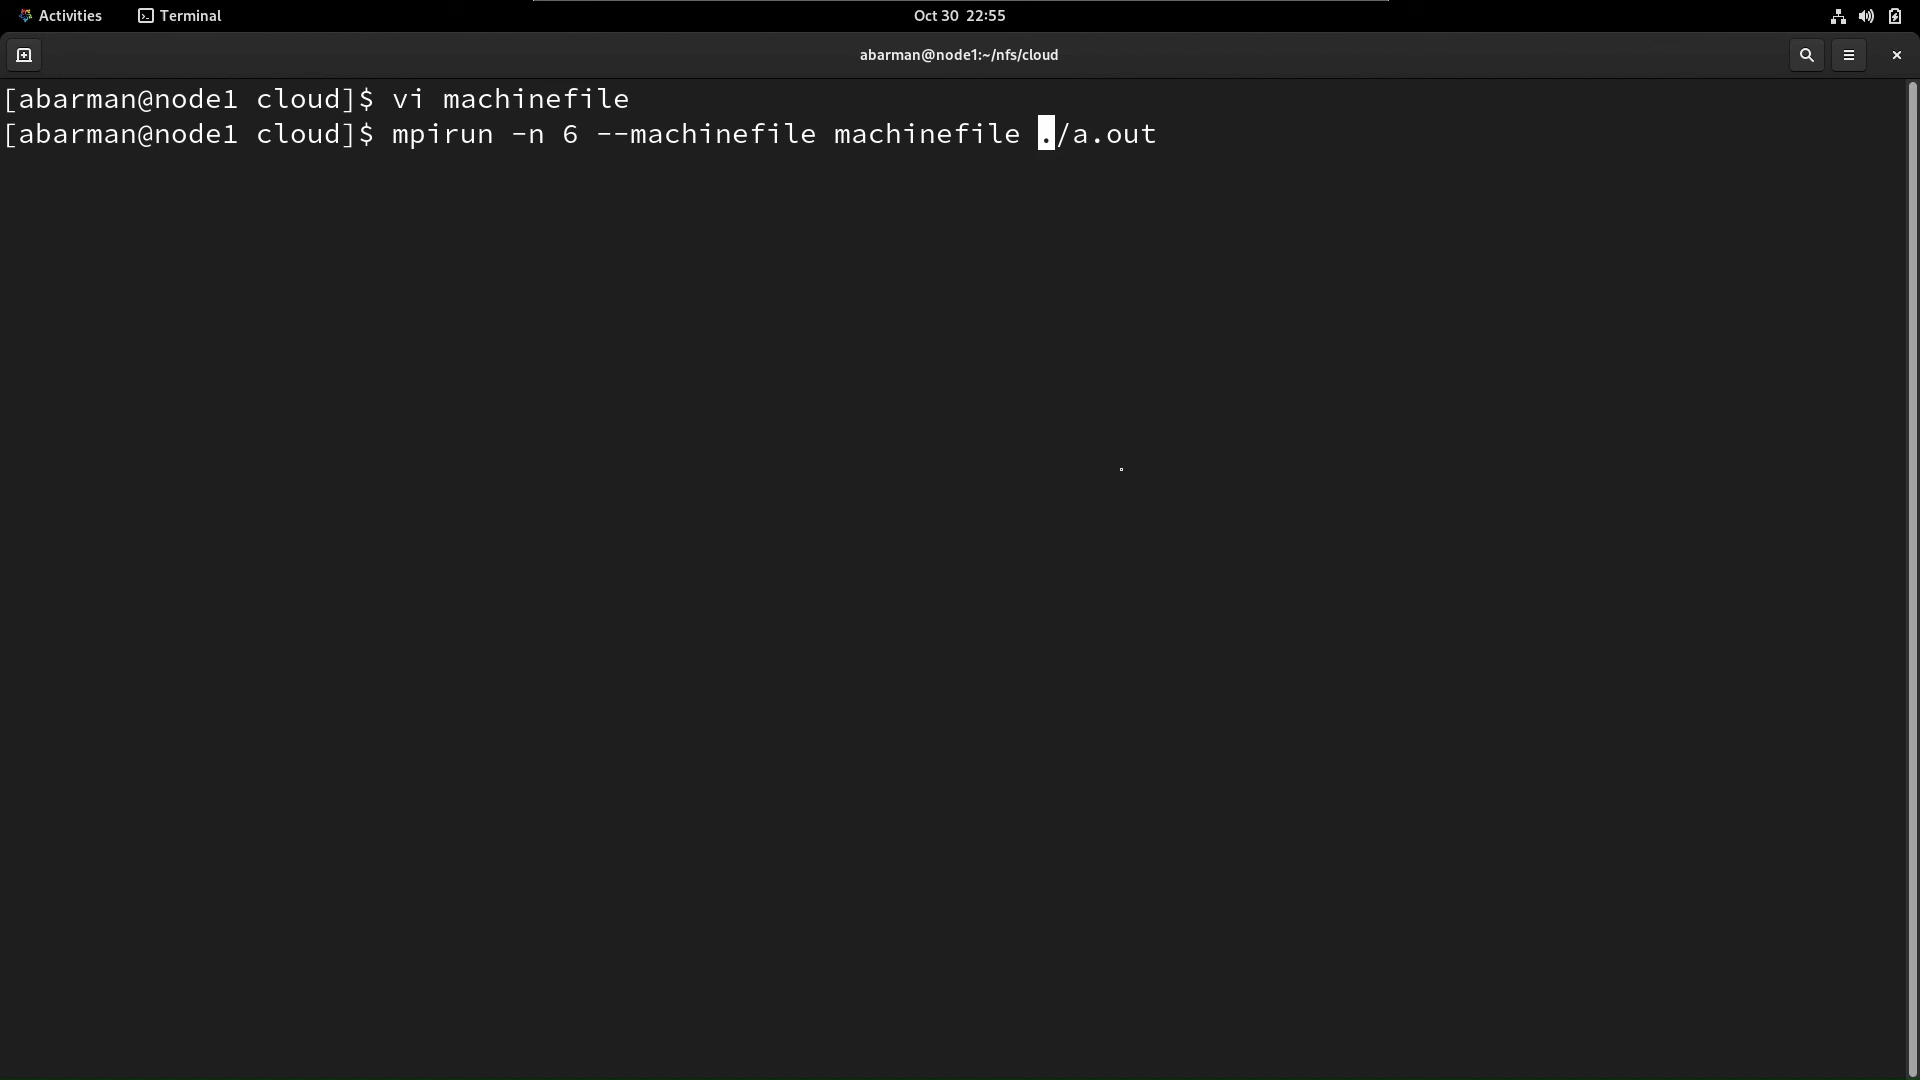 Activities Terminal Oct 30 22:55
abarman@node1:~/nfs/cloud
[abarman@node1 cloud]$ vi machinefile
[abarman@node1 cloud]$ mpirun -n 6 --machinefile machinefile ./a.out